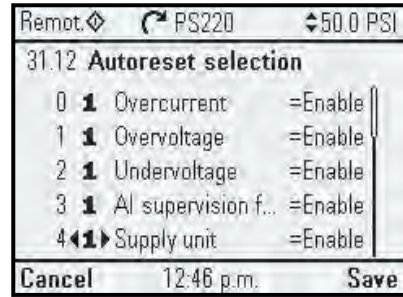 Remot. PS220 50.0 PSI
31.12 Autoreset selection
0 1 Overcurrent =Enable
1 1 Overvoltage =Enable
2 1 Undervoltage =Enable
3 1 AI supervision f... =Enable
4 1 Supply unit =Enable
Cancel 12:46 p.m. Save